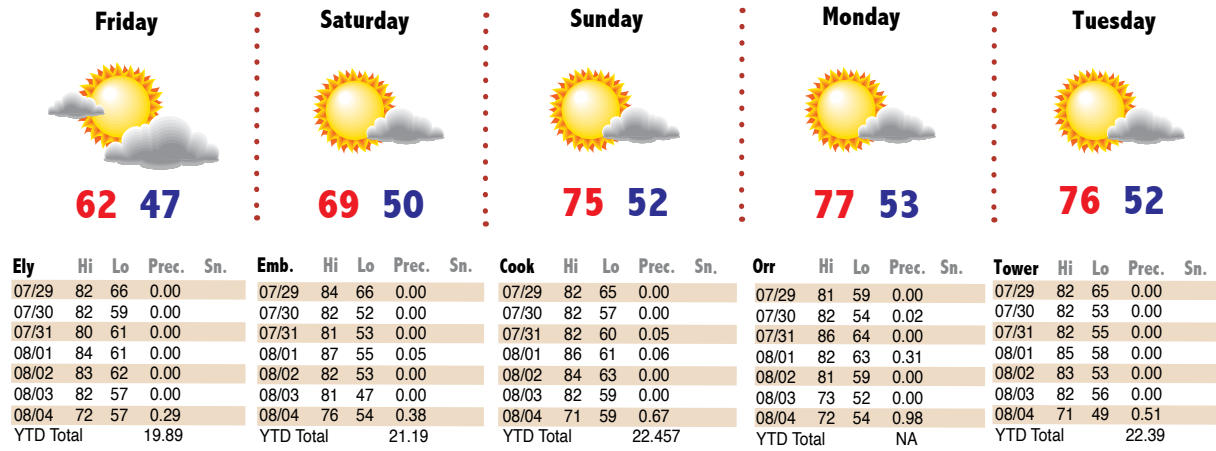 Friday Saturday Sunday Monday Tuesday
62 47 69 50 75 52 77 53 76 52
Ely Hi Lo Prec. Sn.
07/29 82 66 0.00
07/30 82 59 0.00
07/31 80 61 0.00
08/01 84 61 0.00
08/02 83 62 0.00
08/03 82 57 0.00
08/04 72 57 0.29
YTD Total 19.89
Emb. Hi Lo Prec. Sn.
07/29 84 66 0.00
07/30 82 52 0.00
07/31 81 53 0.00
08/01 87 55 0.05
08/02 82 53 0.00
08/03 81 47 0.00
08/04 76 54 0.38
YTD Total 21.19
Cook Hi Lo Prec. Sn.
07/29 82 65 0.00
07/30 82 57 0.00
07/31 82 60 0.05
08/01 86 61 0.06
08/02 84 63 0.00
08/03 82 59 0.00
08/04 71 59 0.67
YTD Total 22.457
Orr Hi Lo Prec. Sn.
07/29 81 59 0.00
07/30 82 54 0.02
07/31 86 64 0.00
08/01 82 63 0.31
08/02 81 59 0.00
08/03 73 52 0.00
08/04 72 54 0.98
YTD Total NA
Tower Hi Lo Prec. Sn.
07/29 82 65 0.00
07/30 82 53 0.00
07/31 82 55 0.00
08/01 85 58 0.00
08/02 83 53 0.00
08/03 82 56 0.00
08/04 71 49 0.51
YTD Total 22.39